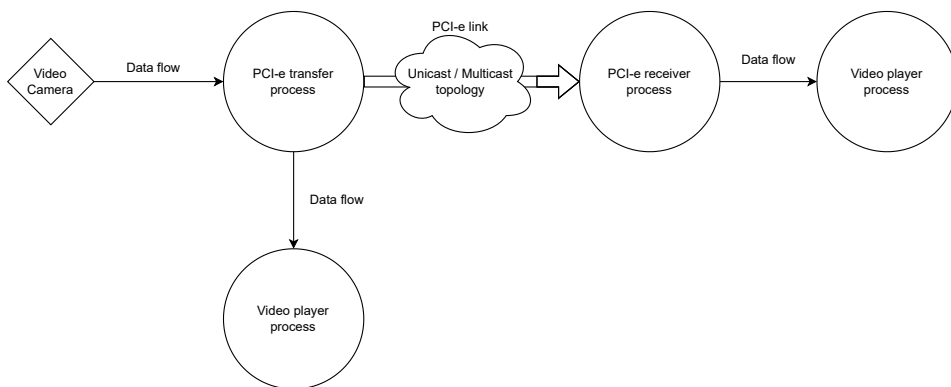 Video
Camera
Data flow
PCI-e transfer
process
PCI-e link
Unicast / Multicast
topology
PCI-e receiver
process
Data flow
Video player
process
Data flow
Video player
process